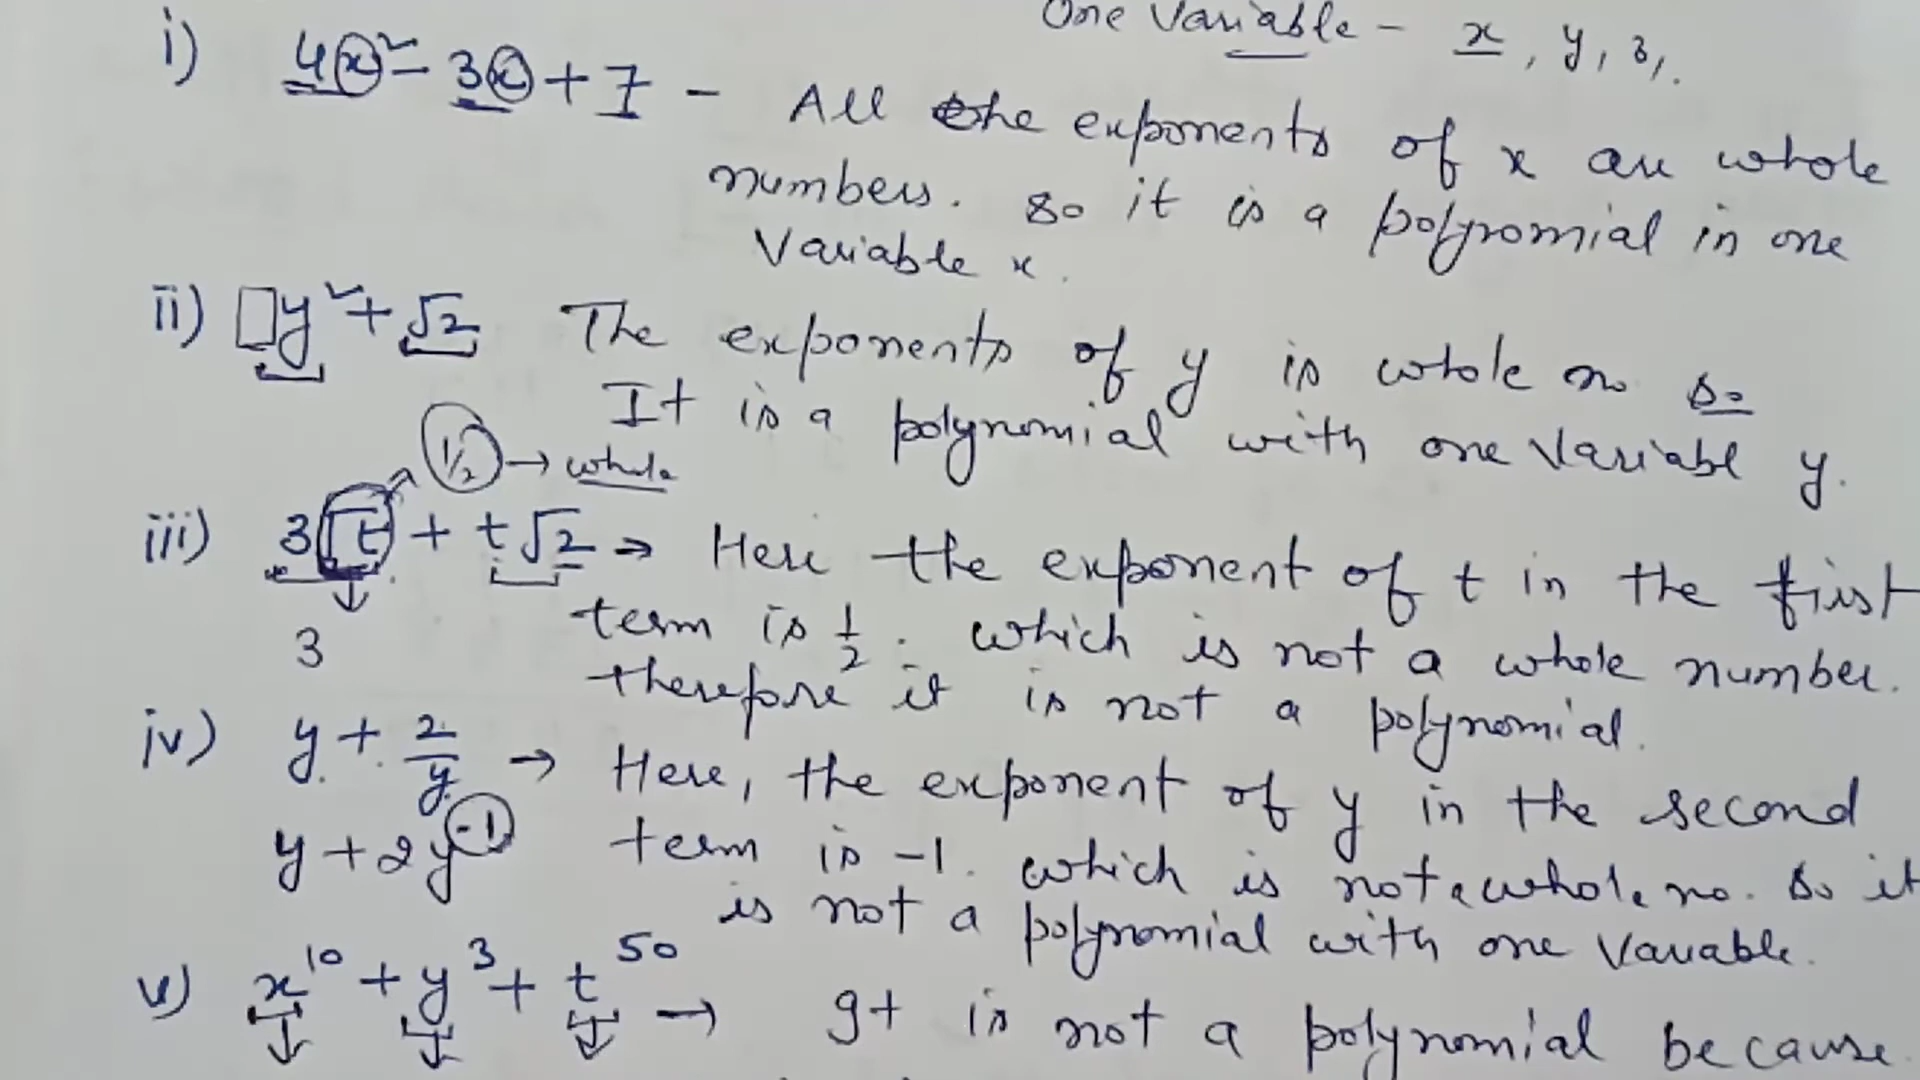 One Variable - x, y, z,.
i) 4x² - 3x + 7 - All the exponents of x are whole
numbers. so it is a polynomial in one
Variable x.
ii) □y² + √2 The exponents of y is whole no so
It is a polynomial with one Variabl y.
1/2 → whole
iii) 3√t + t√2 → Here the exponent of t in the first
term is 1/2. which is not a whole number.
3
therefore it is not a polynomial.
iv) y + 2/y → Here, the exponent of y in the second
y + 2y⁻¹ term is -1. which is not a whole no. So it
is not a polynomial with one Variable.
v) x¹⁰ + y³ + t⁵⁰ → It is not a polynomial because